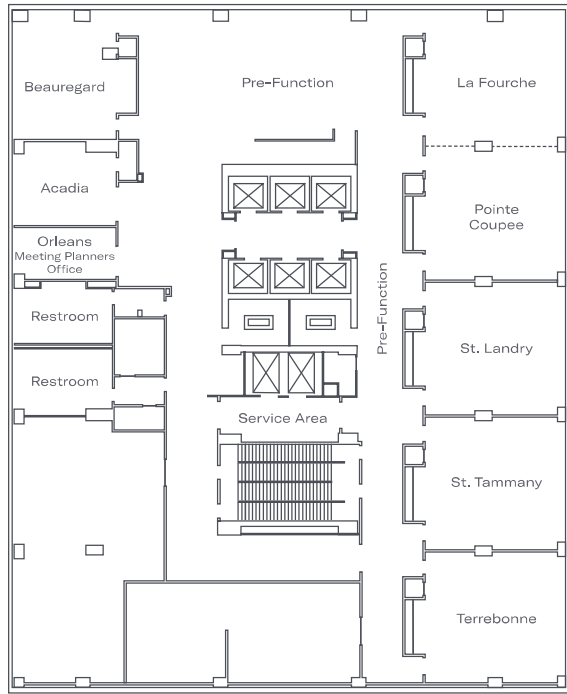 Beauregard
Pre-Function
La Fourche
Acadia
Pointe
Coupee
Orleans
Meeting Planners
Office
Restroom
Pre-Function
St. Landry
Restroom
Service Area
St. Tammany
Terrebonne